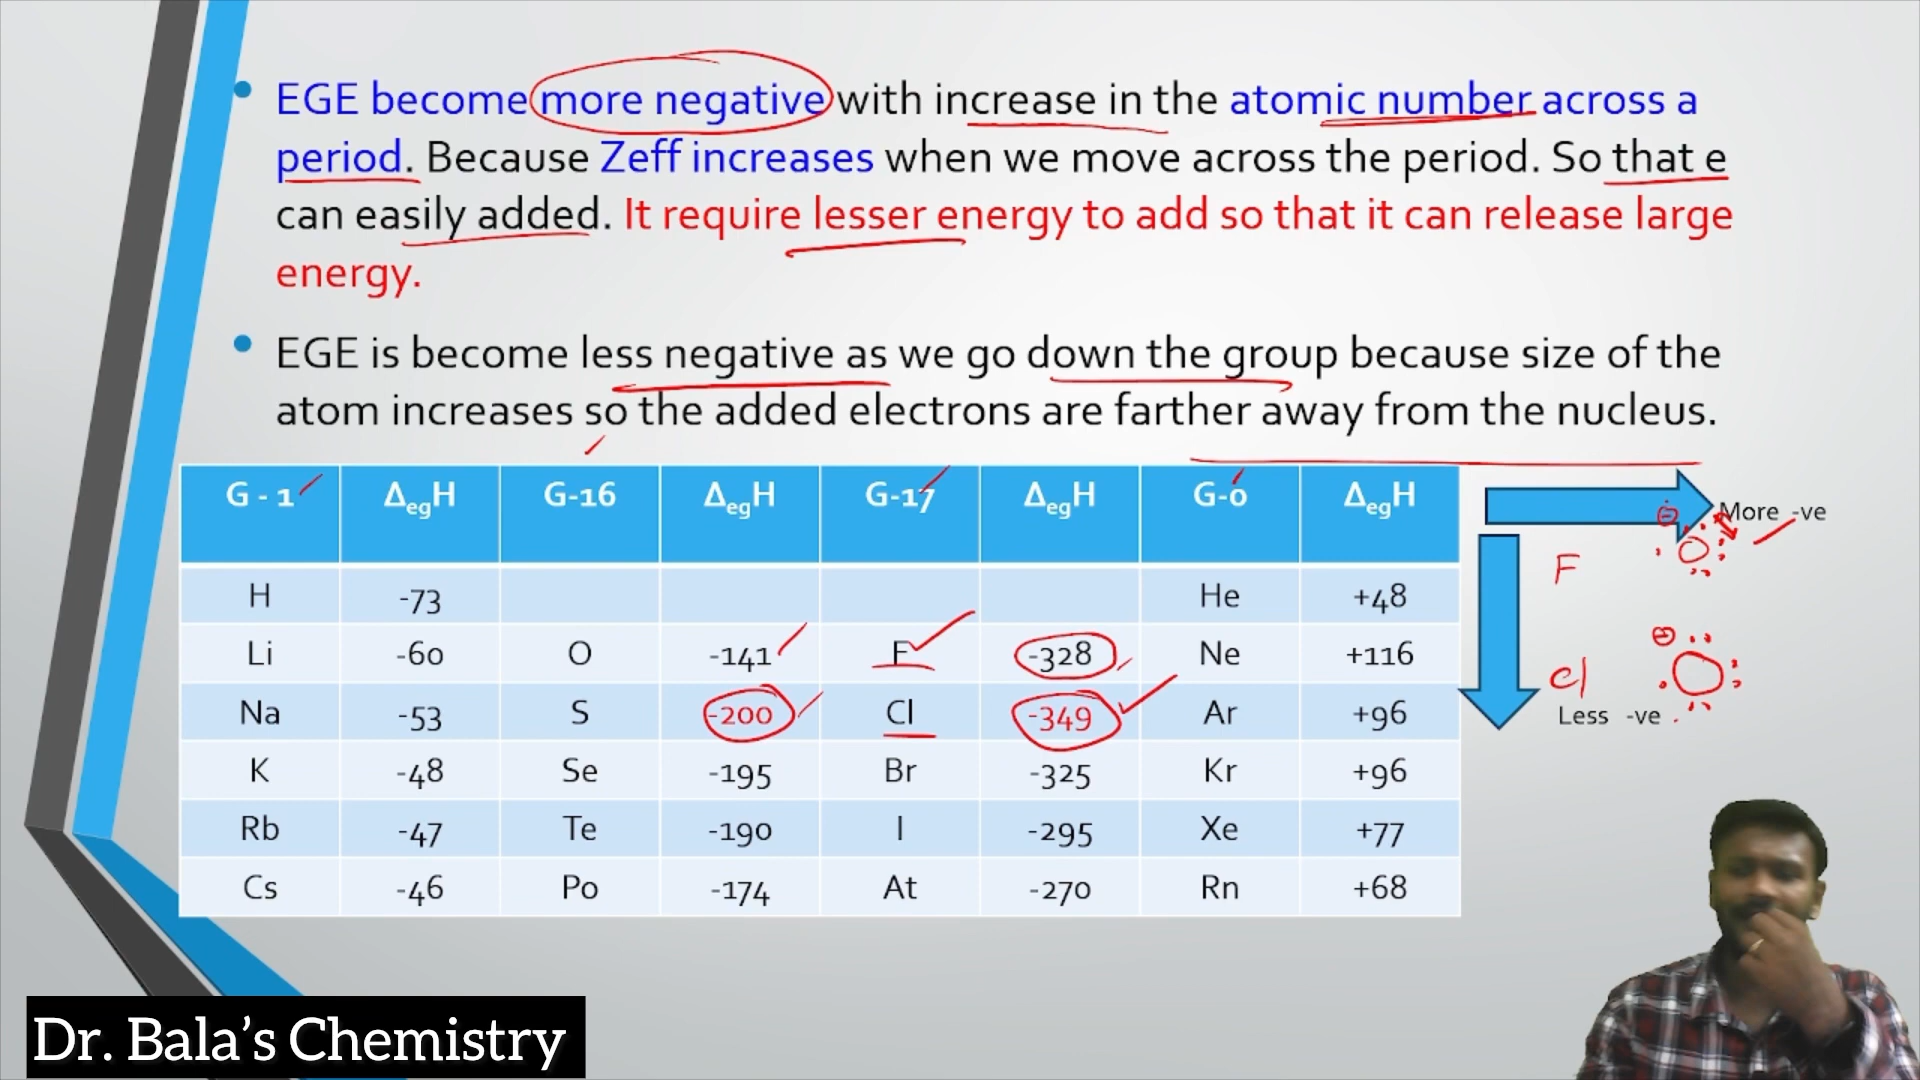 EGE become more negative with increase in the atomic number across a
period. Because Zeff increases when we move across the period. So that e
can easily added. It require lesser energy to add so that it can release large
energy.
EGE is become less negative as we go down the group because size of the
atom increases so the added electrons are farther away from the nucleus.
G - 1 ΔegH G-16 ΔegH G-17 ΔegH G-0 ΔegH
H -73 He +48
Li -60 O -141 F -328 Ne +116
Na -53 S -200 Cl -349 Ar +96
K -48 Se -195 Br -325 Kr +96
Rb -47 Te -190 I -295 Xe +77
Cs -46 Po -174 At -270 Rn +68
More -ve
F
Cl
Less -ve
Dr. Bala's Chemistry